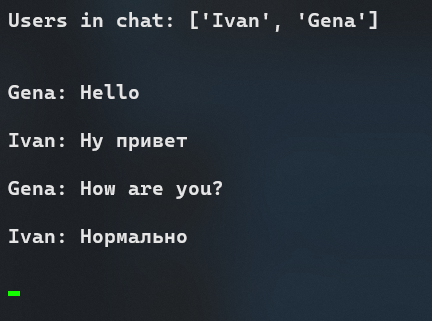 Users in chat: ['Ivan', 'Gena']
Gena: Hello
Ivan: Ну привет
Gena: How are you?
Ivan: Нормально